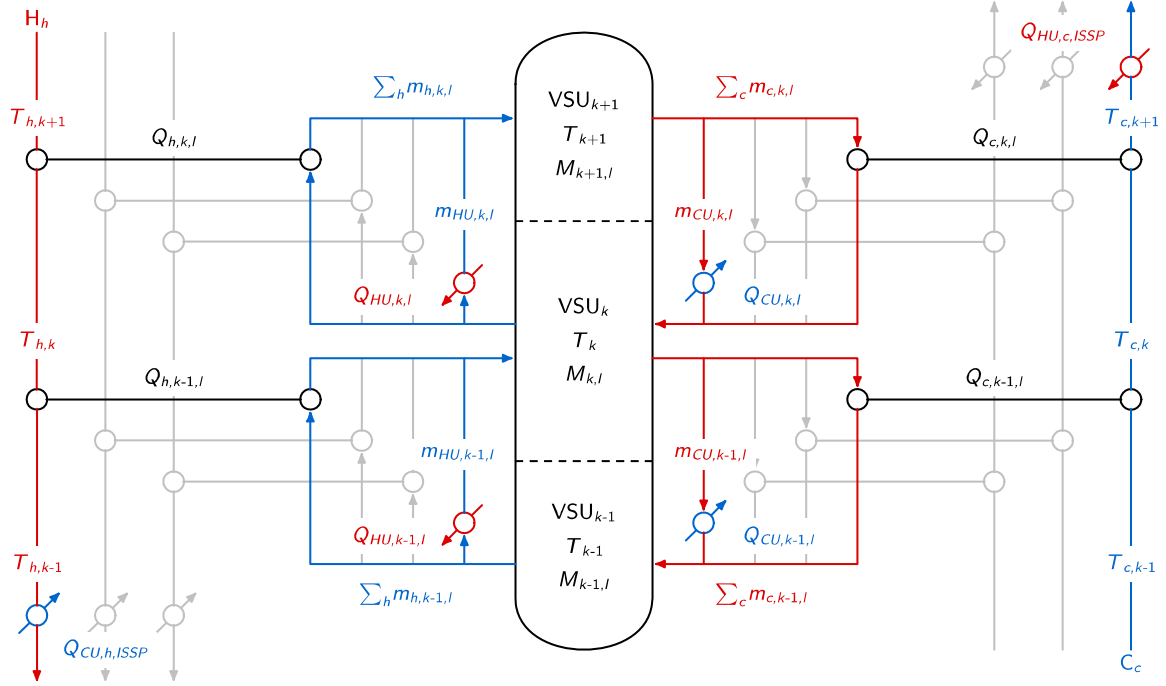 H_h
Q_HU,c,ISSP
∑_h m_h,k,l
VSU_k+1
∑_c m_c,k,l
T_h,k+1
T_c,k+1
Q_h,k,l
T_k+1
Q_c,k,l
M_k+1,l
m_HU,k,l
m_CU,k,l
Q_HU,k,l
VSU_k
Q_CU,k,l
T_h,k
T_k
T_c,k
Q_h,k-1,l
M_k,l
Q_c,k-1,l
m_HU,k-1,l
m_CU,k-1,l
VSU_k-1
Q_HU,k-1,l
T_k-1
Q_CU,k-1,l
T_h,k-1
M_k-1,l
T_c,k-1
∑_h m_h,k-1,l
∑_c m_c,k-1,l
Q_CU,h,ISSP
C_c